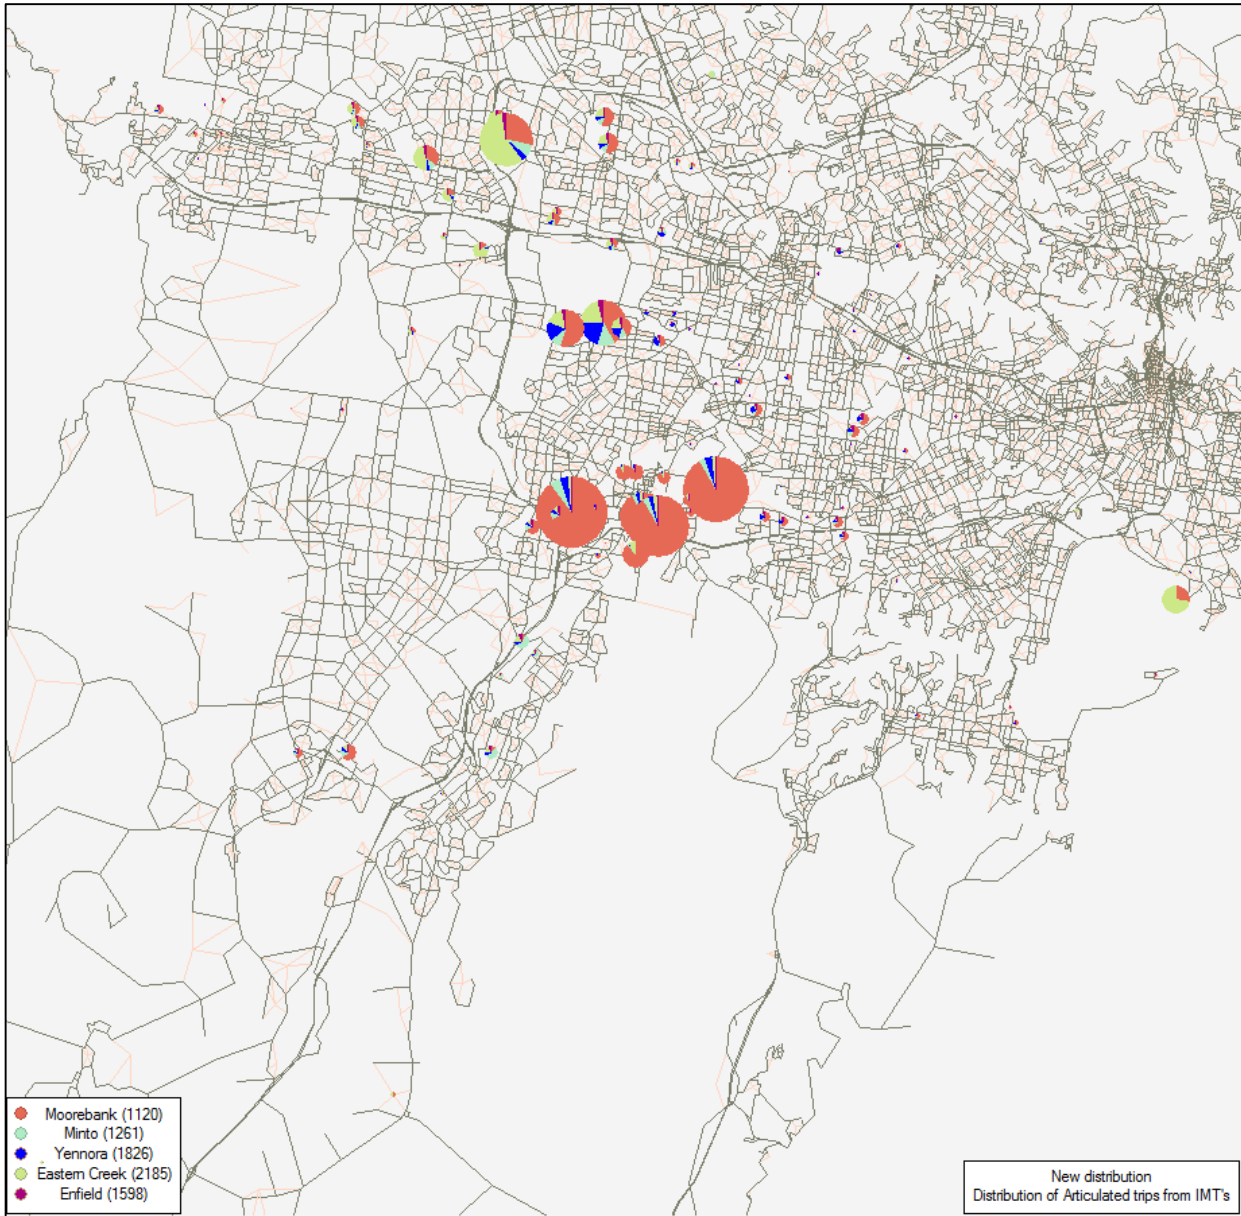 Moorebank (1120)
Minto (1261)
Yennora (1826)
Eastern Creek (2185)
Enfield (1598)
New distribution
Distribution of Articulated trips from IMT's